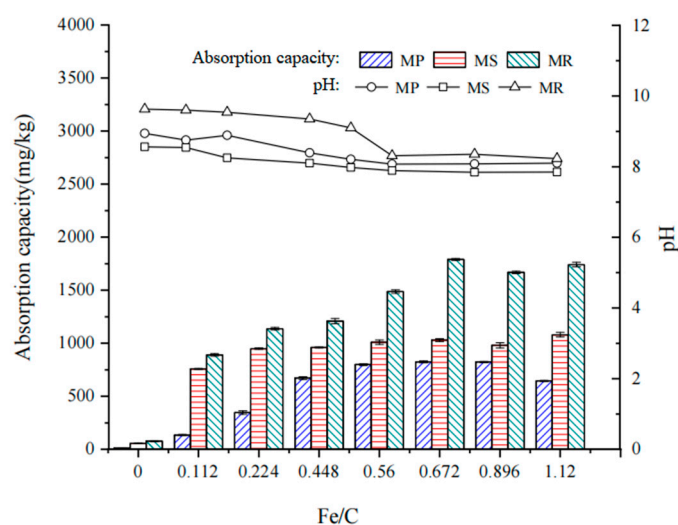 Absorption capacity: MP MS MR
pH: MP MS MR
4000
3500
3000
2500
2000
1500
1000
500
0
Absorption capacity(mg/kg)
12
10
8
6
4
2
0
pH
0 0.112 0.224 0.448 0.56 0.672 0.896 1.12
Fe/C